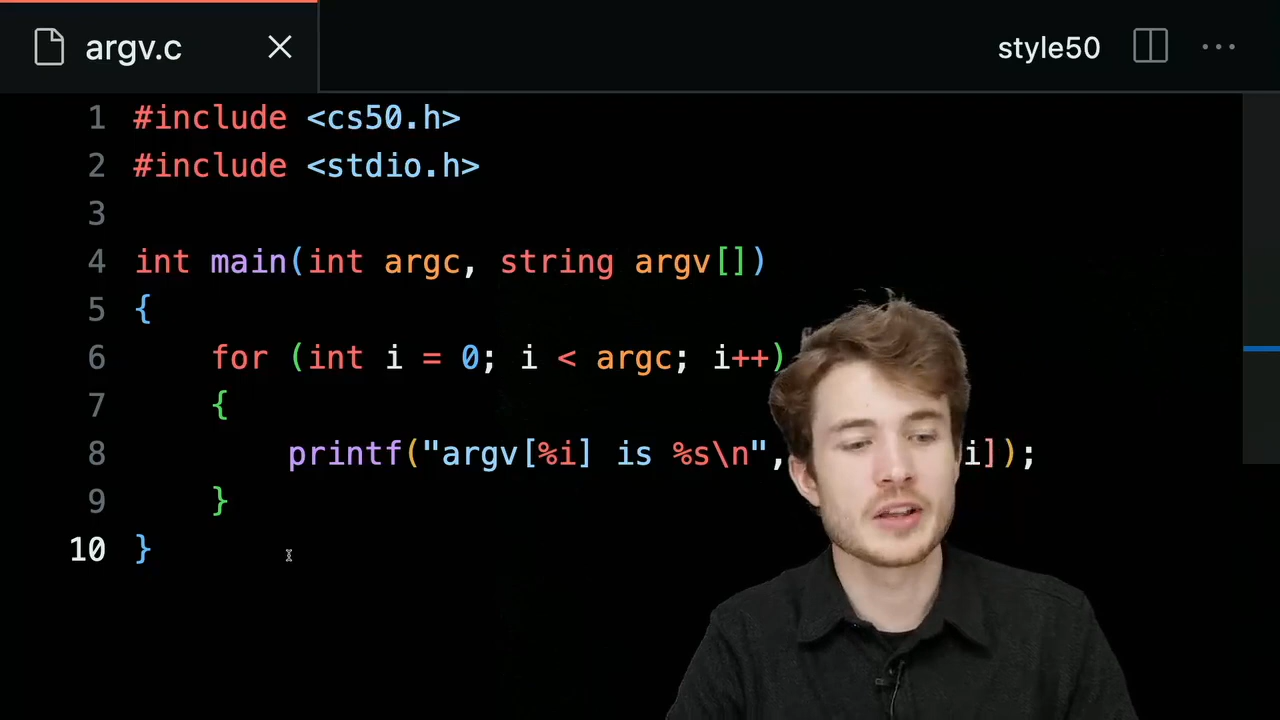 argv.c
style50
1 #include <cs50.h>
2 #include <stdio.h>
3
4 int main(int argc, string argv[])
5 {
6 for (int i = 0; i < argc; i++)
7 {
8 printf("argv[%i] is %s\n", i]);
9 }
10 }